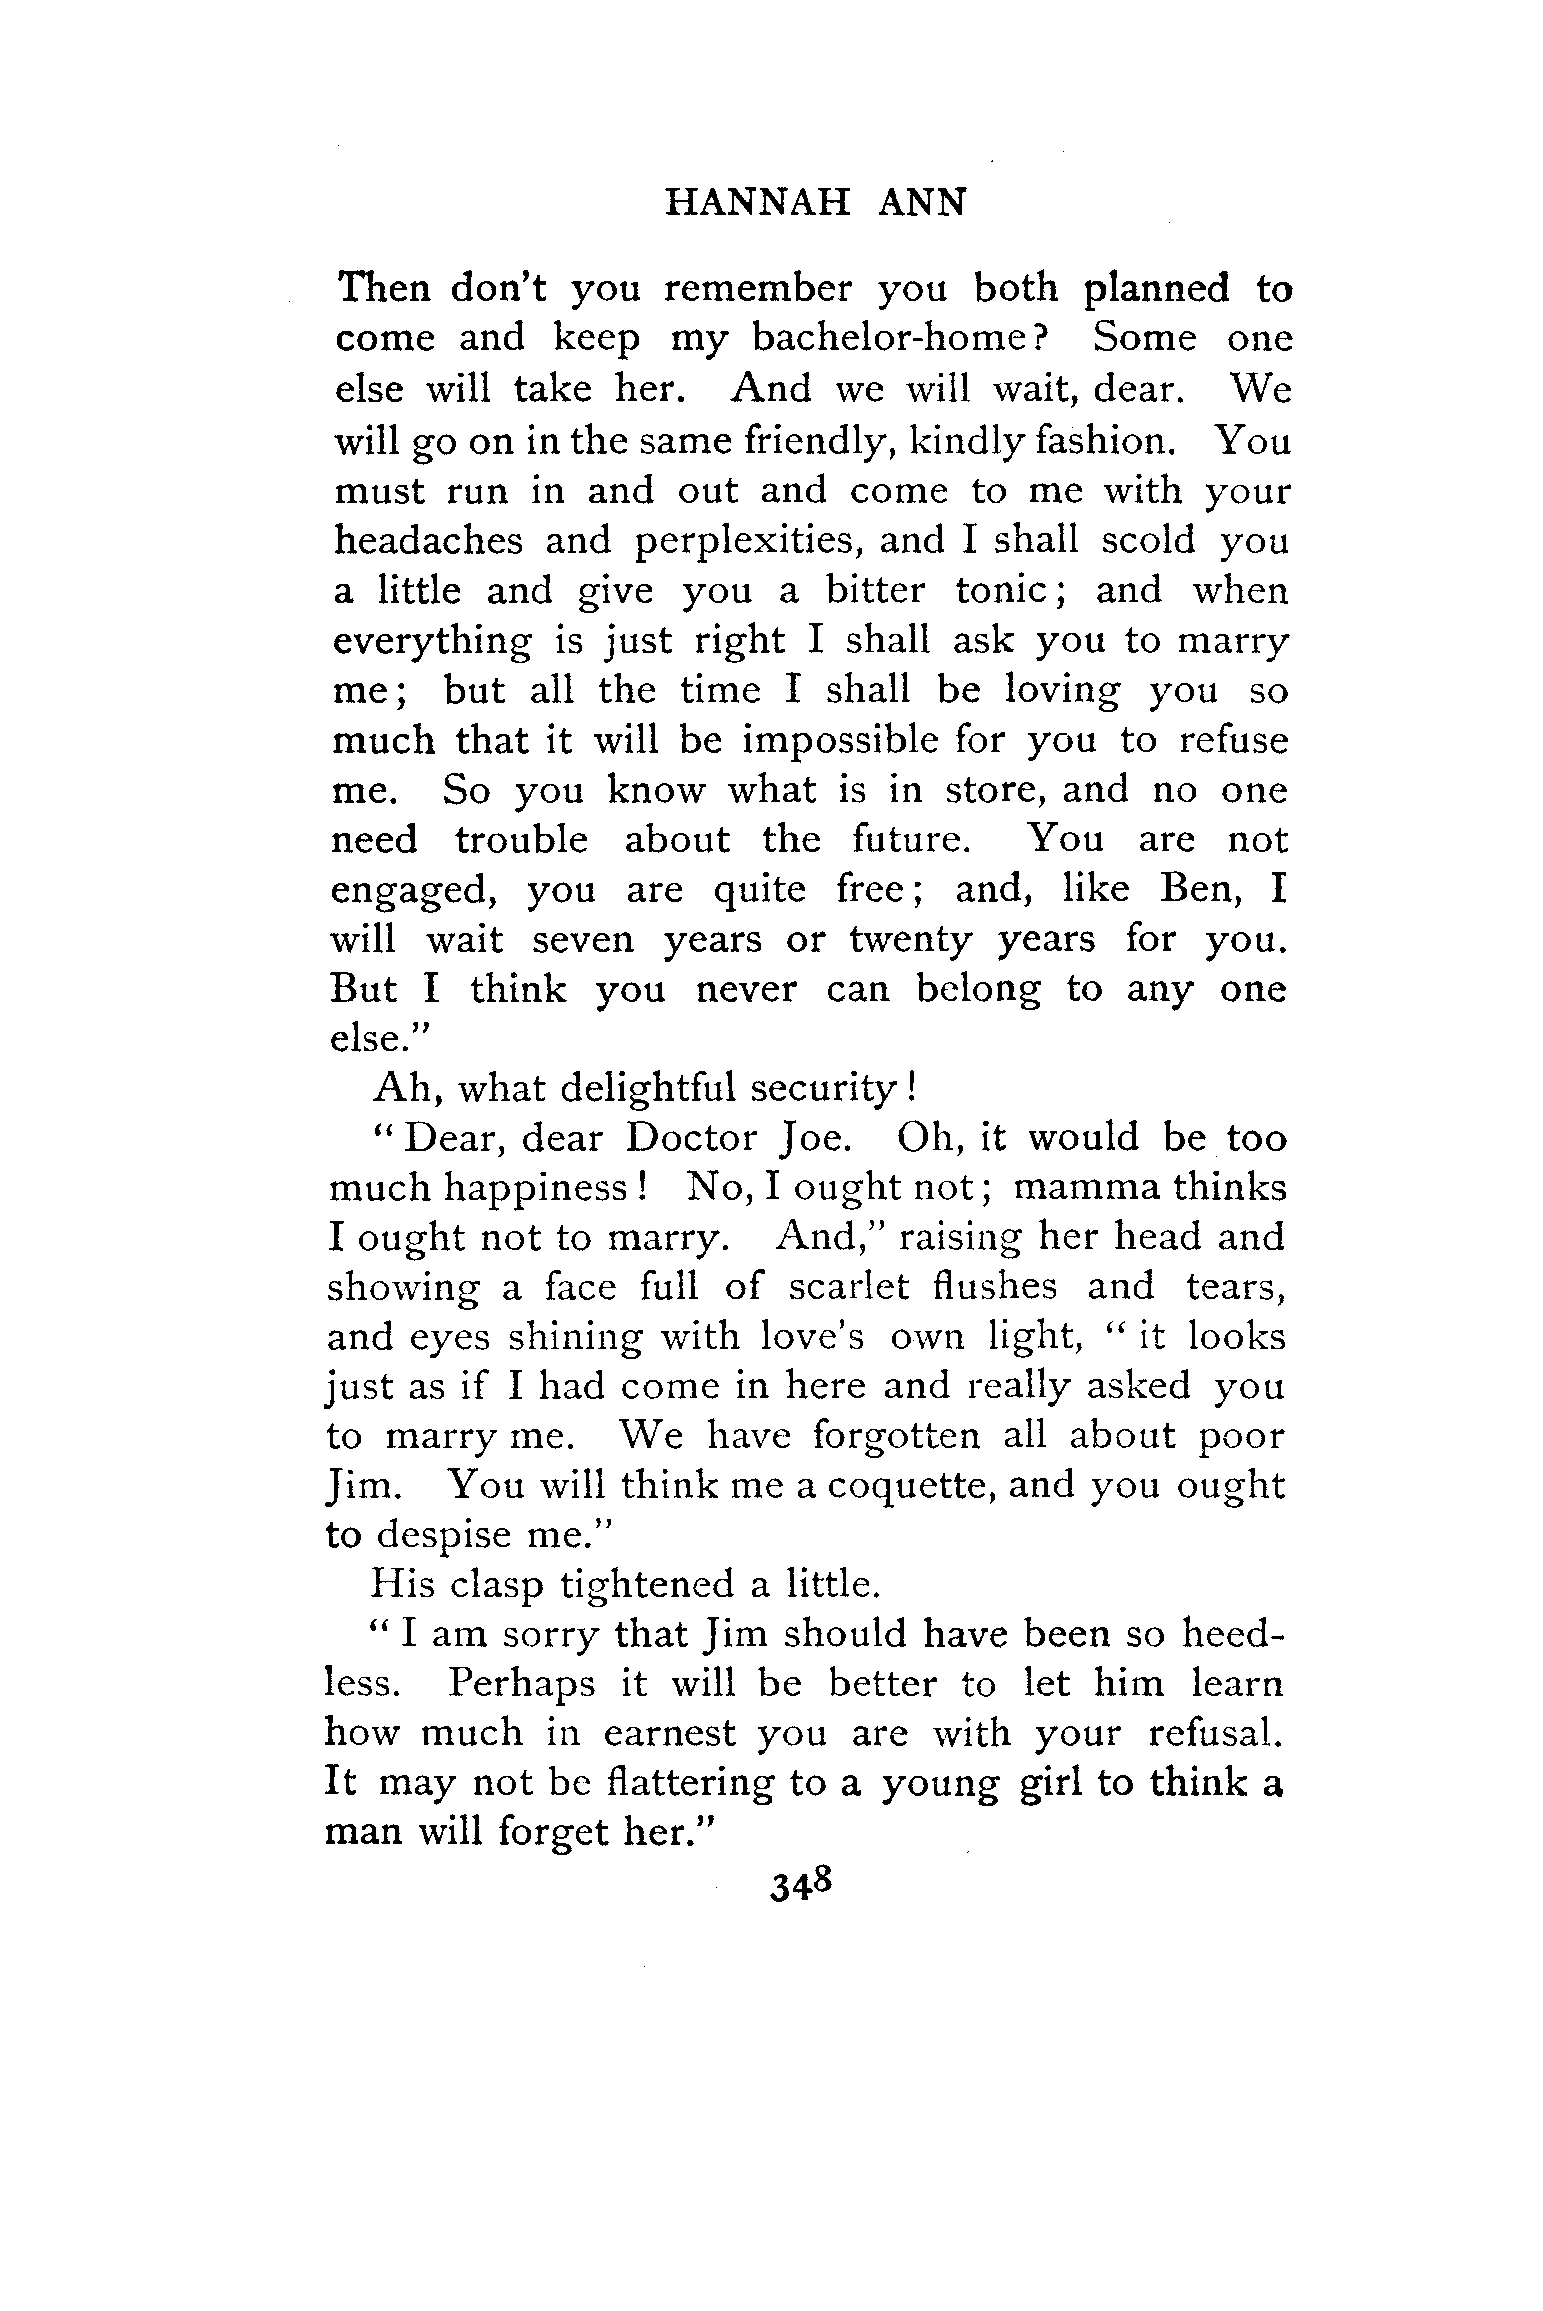 HANNAH ANN
Then don't you remember you both planned to
come and keep my bachelor-home? Some one
else will take her. And we will wait, dear. We
will go on in the same friendly, kindly fashion. You
must run in and out and come to me with your
headaches and perplexities, and I shall scold you
a little and give you a bitter tonic; and when
everything is just right I shall ask you to marry
me; but all the time I shall be loving you so
much that it will be impossible for you to refuse
me. So you know what is in store, and no one
need trouble about the future. You are not
engaged, you are quite free; and, like Ben, I
will wait seven years or twenty years for you.
But I think you never can belong to any one
else."
Ah, what delightful security!
"Dear, dear Doctor Joe. Oh, it would be too
much happiness! No, I ought not; mamma thinks
I ought not to marry. And," raising her head and
showing a face full of scarlet flushes and tears,
and eyes shining with love's own light, "it looks
just as if I had come in here and really asked you
to marry me. We have forgotten all about poor
Jim. You will think me a coquette, and you ought
to despise me."
His clasp tightened a little.
"I am sorry that Jim should have been so heed-
less. Perhaps it will be better to let him learn
how much in earnest you are with your refusal.
It may not be flattering to a young girl to think a
man will forget her."
348